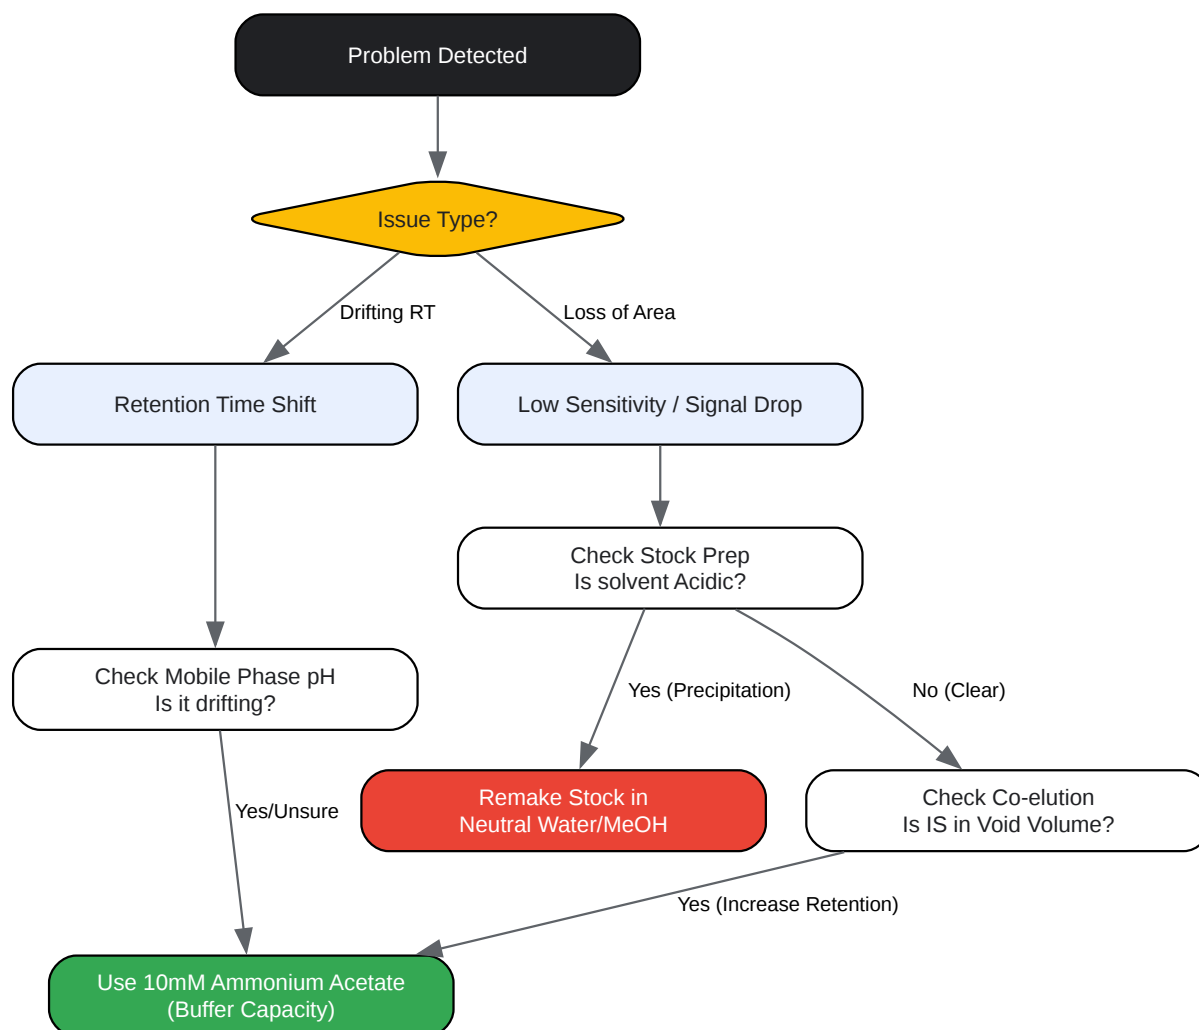 Problem Detected
Issue Type?
Drifting RT
Loss of Area
Retention Time Shift
Low Sensitivity / Signal Drop
Check Stock Prep
Is solvent Acidic?
Check Mobile Phase pH
Is it drifting?
Yes (Precipitation)
No (Clear)
Yes/Unsure
Remake Stock in
Neutral Water/MeOH
Check Co-elution
Is IS in Void Volume?
Yes (Increase Retention)
Use 10mM Ammonium Acetate
(Buffer Capacity)